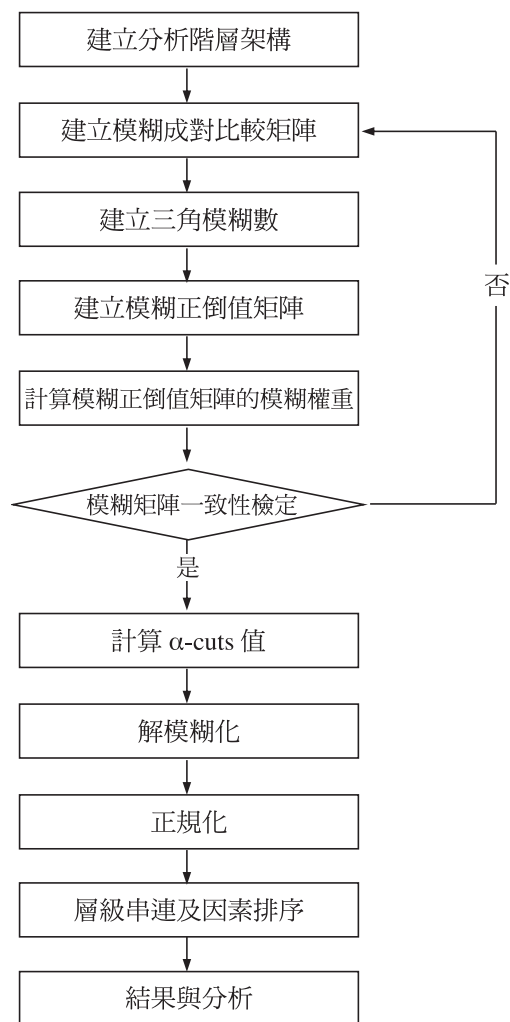 建立分析階層架構
建立模糊成對比較矩陣
建立三角模糊數
建立模糊正倒值矩陣
否
計算模糊正倒值矩陣的模糊權重
模糊矩陣一致性檢定
是
計算 α-cuts 值
解模糊化
正規化
層級串連及因素排序
結果與分析